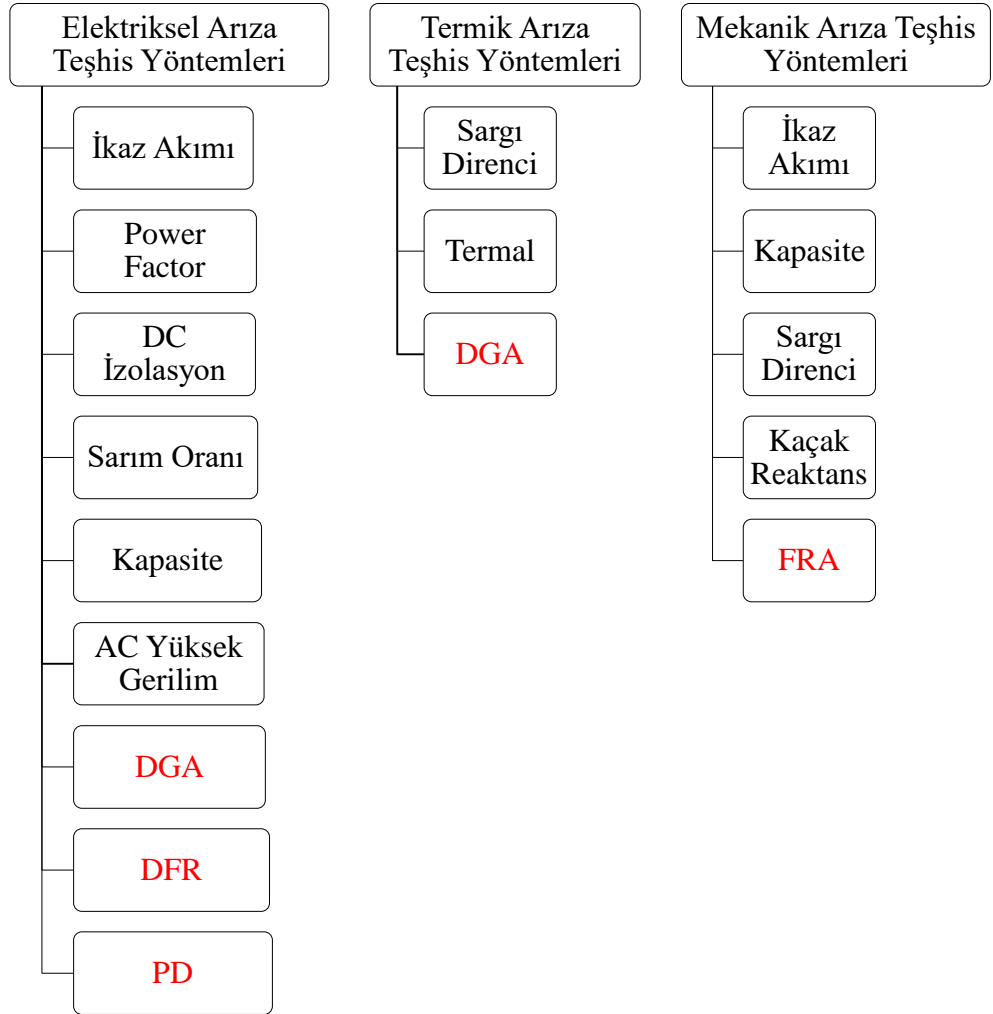 Elektriksel Arıza
Teşhis Yöntemleri
İkaz Akımı
Power
Factor
DC
İzolasyon
Sarım Oranı
Kapasite
AC Yüksek
Gerilim
DGA
DFR
PD
Termik Arıza
Teşhis Yöntemleri
Sargı
Direnci
Termal
DGA
Mekanik Arıza Teşhis
Yöntemleri
İkaz
Akımı
Kapasite
Sargı
Direnci
Kaçak
Reaktans
FRA